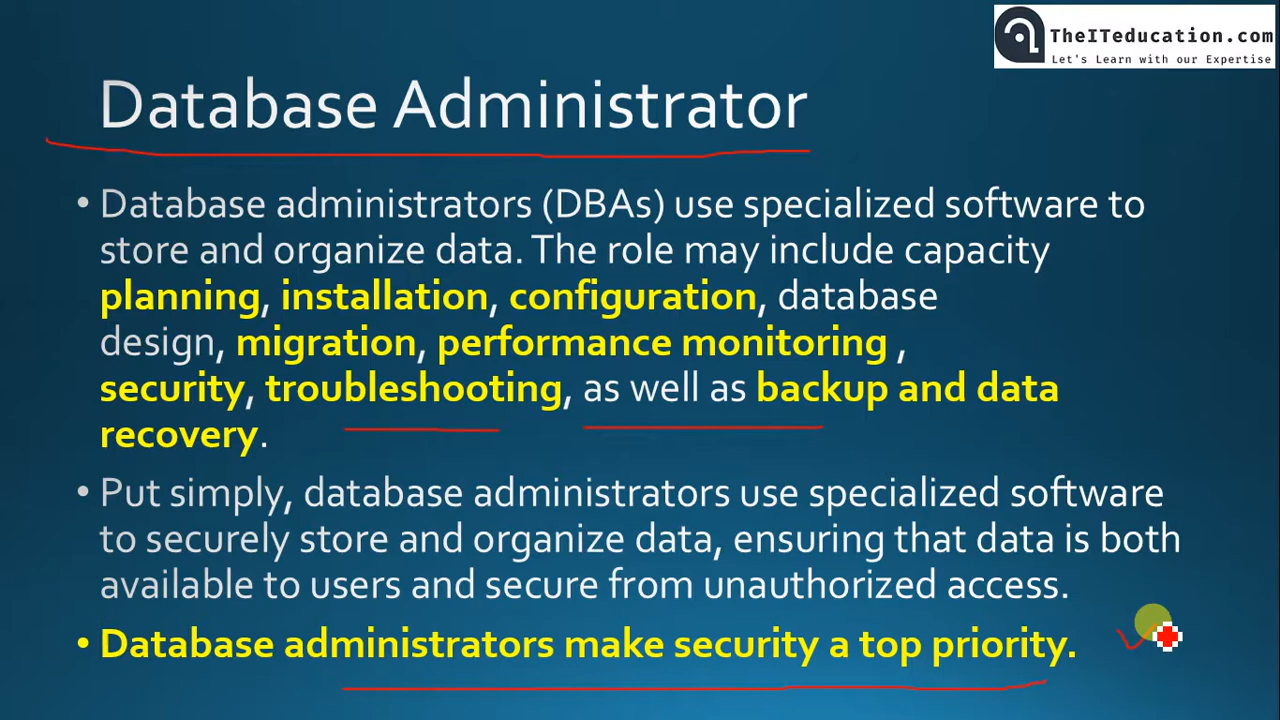 TheITeducation.com
Let's Learn with our Expertise
Database Administrator
• Database administrators (DBAs) use specialized software to
store and organize data. The role may include capacity
planning, installation, configuration, database
design, migration, performance monitoring ,
security, troubleshooting, as well as backup and data
recovery.
• Put simply, database administrators use specialized software
to securely store and organize data, ensuring that data is both
available to users and secure from unauthorized access.
• Database administrators make security a top priority.